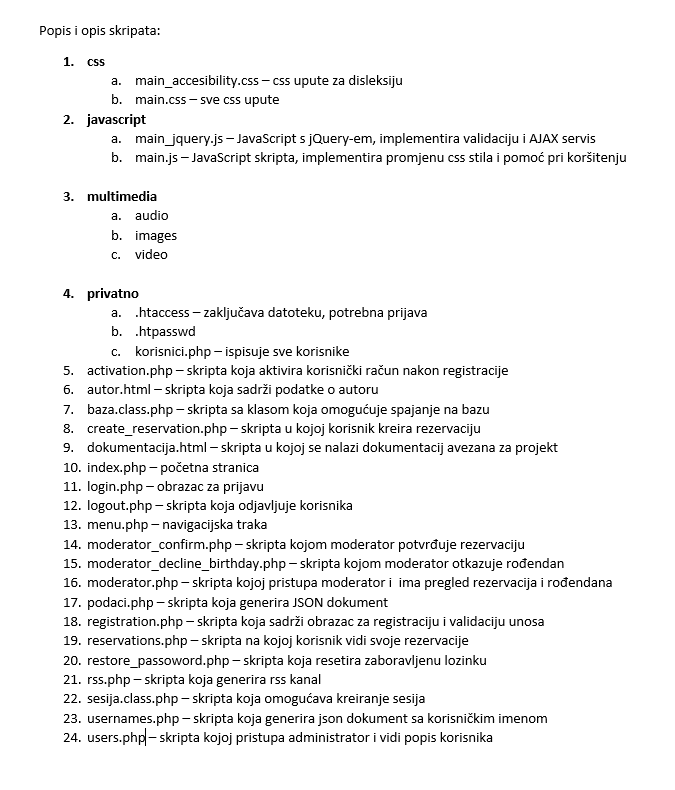 Popis i opis skripata:
1. css
a. main_accesibility.css – css upute za disleksiju
b. main.css – sve css upute
2. javascript
a. main_jquery.js – JavaScript s jQuery-em, implementira validaciju i AJAX servis
b. main.js – JavaScript skripta, implementira promjenu css stila i pomoć pri koršitenju
3. multimedia
a. audio
b. images
c. video
4. privatno
a. .htaccess – zaključava datoteku, potrebna prijava
b. .htpasswd
c. korisnici.php – ispisuje sve korisnike
5. activation.php – skripta koja aktivira korisnički račun nakon registracije
6. autor.html – skripta koja sadrži podatke o autoru
7. baza.class.php – skripta sa klasom koja omogućuje spajanje na bazu
8. create_reservation.php – skripta u kojoj korisnik kreira rezervaciju
9. dokumentacija.html – skripta u kojoj se nalazi dokumentacij avezana za projekt
10. index.php – početna stranica
11. login.php – obrazac za prijavu
12. logout.php – skripta koja odjavljuje korisnika
13. menu.php – navigacijska traka
14. moderator_confirm.php – skripta kojom moderator potvrđuje rezervaciju
15. moderator_decline_birthday.php – skripta kojom moderator otkazuje rođendan
16. moderator.php – skripta kojoj pristupa moderator i  ima pregled rezervacija i rođendana
17. podaci.php – skripta koja generira JSON dokument
18. registration.php – skripta koja sadrži obrazac za registraciju i validaciju unosa
19. reservations.php – skripta na kojoj korisnik vidi svoje rezervacije
20. restore_passoword.php – skripta koja resetira zaboravljenu lozinku
21. rss.php – skripta koja generira rss kanal
22. sesija.class.php – skripta koja omogućava kreiranje sesija
23. usernames.php – skripta koja generira json dokument sa korisničkim imenom
24. users.php – skripta kojoj pristupa administrator i vidi popis korisnika